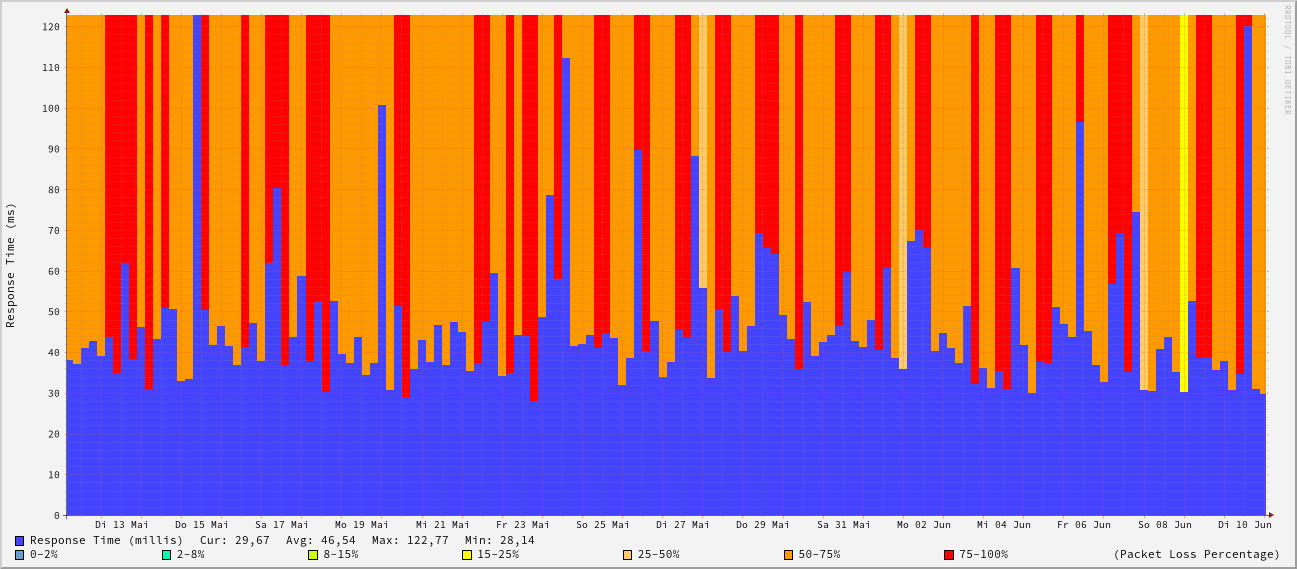 RRDTOOL / TOBI OETIKER
Response Time (ms)
120
110
100
90
80
70
60
50
40
30
20
10
0
Di 13 Mai Do 15 Mai Sa 17 Mai Mo 19 Mai Mi 21 Mai Fr 23 Mai So 25 Mai Di 27 Mai Do 29 Mai Sa 31 Mai Mo 02 Jun Mi 04 Jun Fr 06 Jun So 08 Jun Di 10 Jun
Response Time (millis) Cur: 29,67 Avg: 46,54 Max: 122,77 Min: 28,14
0-2% 2-8% 8-15% 15-25% 25-50% 50-75% 75-100% (Packet Loss Percentage)